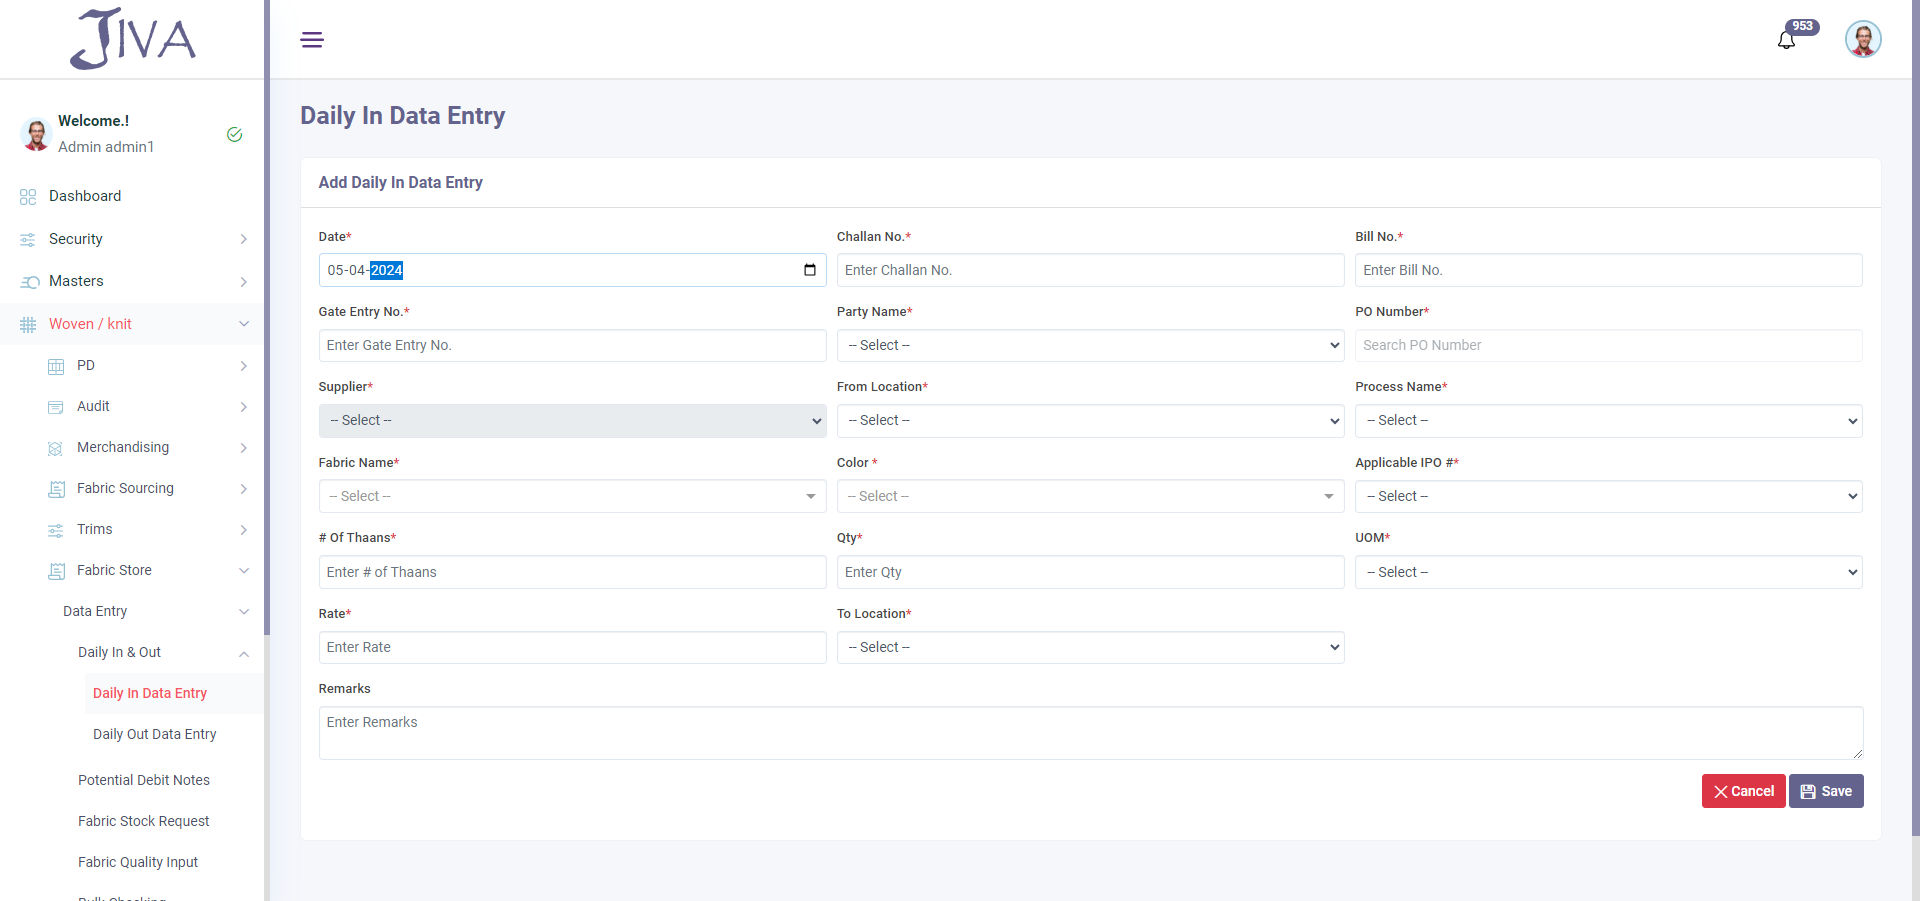 JIVA
953
Welcome.!
Admin admin1
Dashboard
Security
Masters
Woven / knit
PD
Audit
Merchandising
Fabric Sourcing
Trims
Fabric Store
Data Entry
Daily In & Out
Daily In Data Entry
Daily Out Data Entry
Potential Debit Notes
Fabric Stock Request
Fabric Quality Input
Daily In Data Entry
Add Daily In Data Entry
Date*
Challan No.*
Bill No.*
05-04-2024
Enter Challan No.
Enter Bill No.
Gate Entry No.*
Party Name*
PO Number*
Enter Gate Entry No.
-- Select --
Search PO Number
Supplier*
From Location*
Process Name*
-- Select --
-- Select --
-- Select --
Fabric Name*
Color *
Applicable IPO #*
-- Select --
-- Select --
-- Select --
# Of Thaans*
Qty*
UOM*
Enter # of Thaans
Enter Qty
-- Select --
Rate*
To Location*
Enter Rate
-- Select --
Remarks
Enter Remarks
Cancel
Save